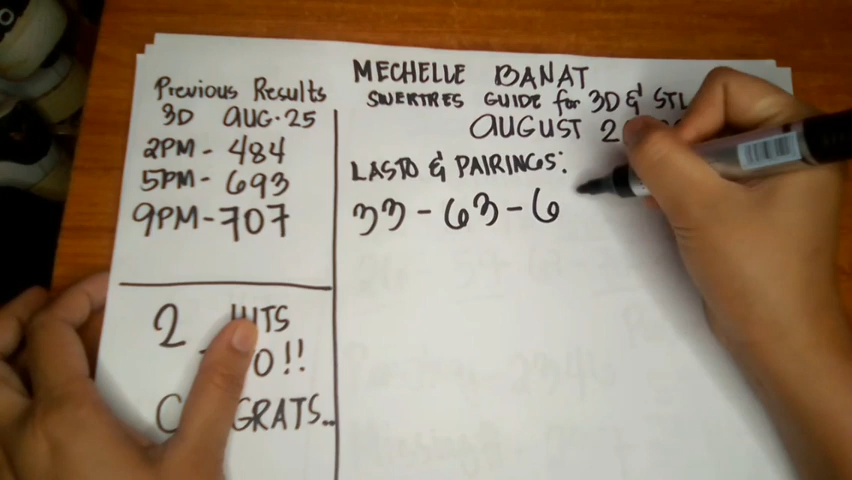 Previous Results
3D AUG. 25
2PM - 484
5PM - 693
9PM - 707
2 HITS
O!!
GRATS..
MECHELLE BANAT
SWERTRES GUIDE for 3D & STL
AUGUST 2
LASTO & PAIRINGS:
33 - 63 - 6